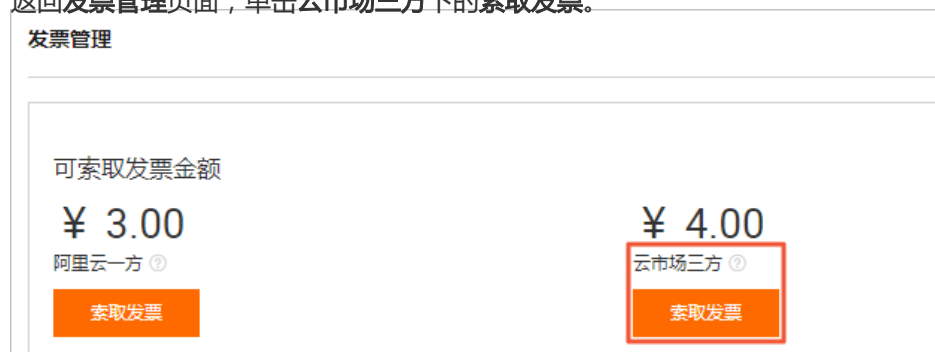 返回发票管理页面，单击云市场三方下的索取发票。
发票管理
可索取发票金额
¥ 3.00
¥ 4.00
阿里云一方
云市场三方
索取发票
索取发票